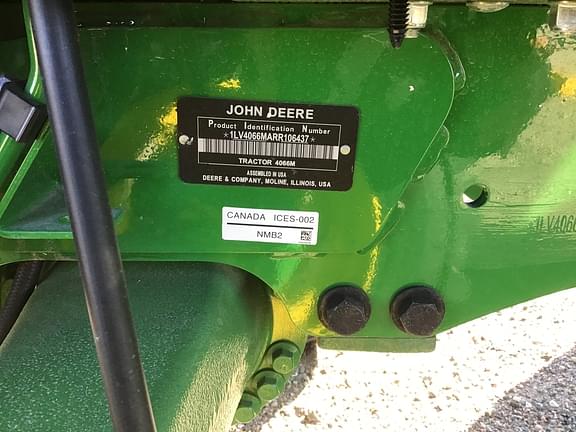 JOHN DEERE
Product Identification Number
*1LV4066MARR106437*
TRACTOR 4066M
ASSEMBLED IN USA
DEERE & COMPANY, MOLINE, ILLINOIS, USA
CANADA ICES-002
NMB2
1LV4066